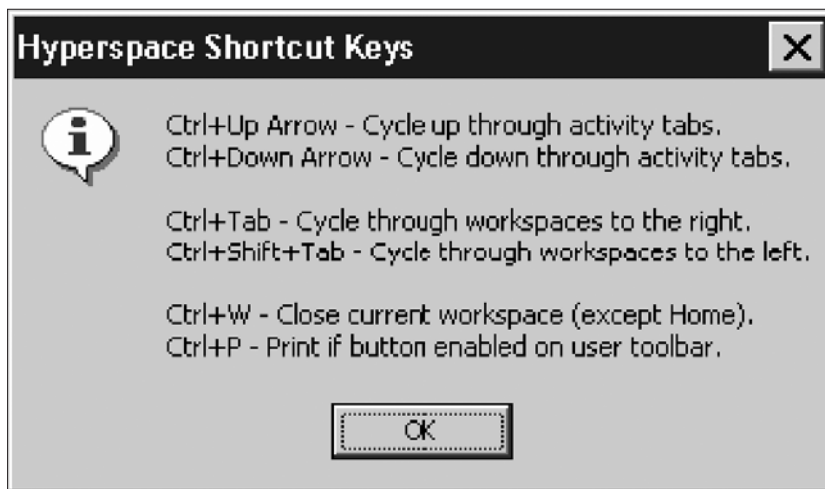 Hyperspace Shortcut Keys
Ctrl+Up Arrow - Cycle up through activity tabs.
Ctrl+Down Arrow - Cycle down through activity tabs.
Ctrl+Tab - Cycle through workspaces to the right.
Ctrl+Shift+Tab - Cycle through workspaces to the left.
Ctrl+W - Close current workspace (except Home).
Ctrl+P - Print if button enabled on user toolbar.
OK